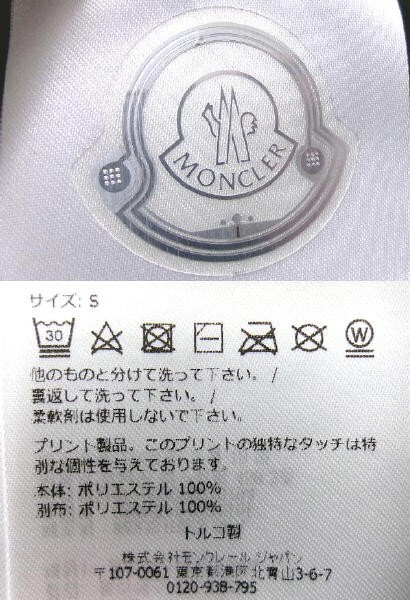 MONCLER
サイズ: S
30 W
他のものと分けて洗って下さい。 /
裏返して洗って下さい。 /
柔軟剤は使用しないで下さい。
プリント製品。このプリントの独特なタッチは特
別な個性を与えております。
本体: ポリエステル 100%
別布: ポリエステル 100%
トルコ製
株式会社モンクレール ジャパン
〒107-0061 東京都港区北青山3-6-7
0120-938-795